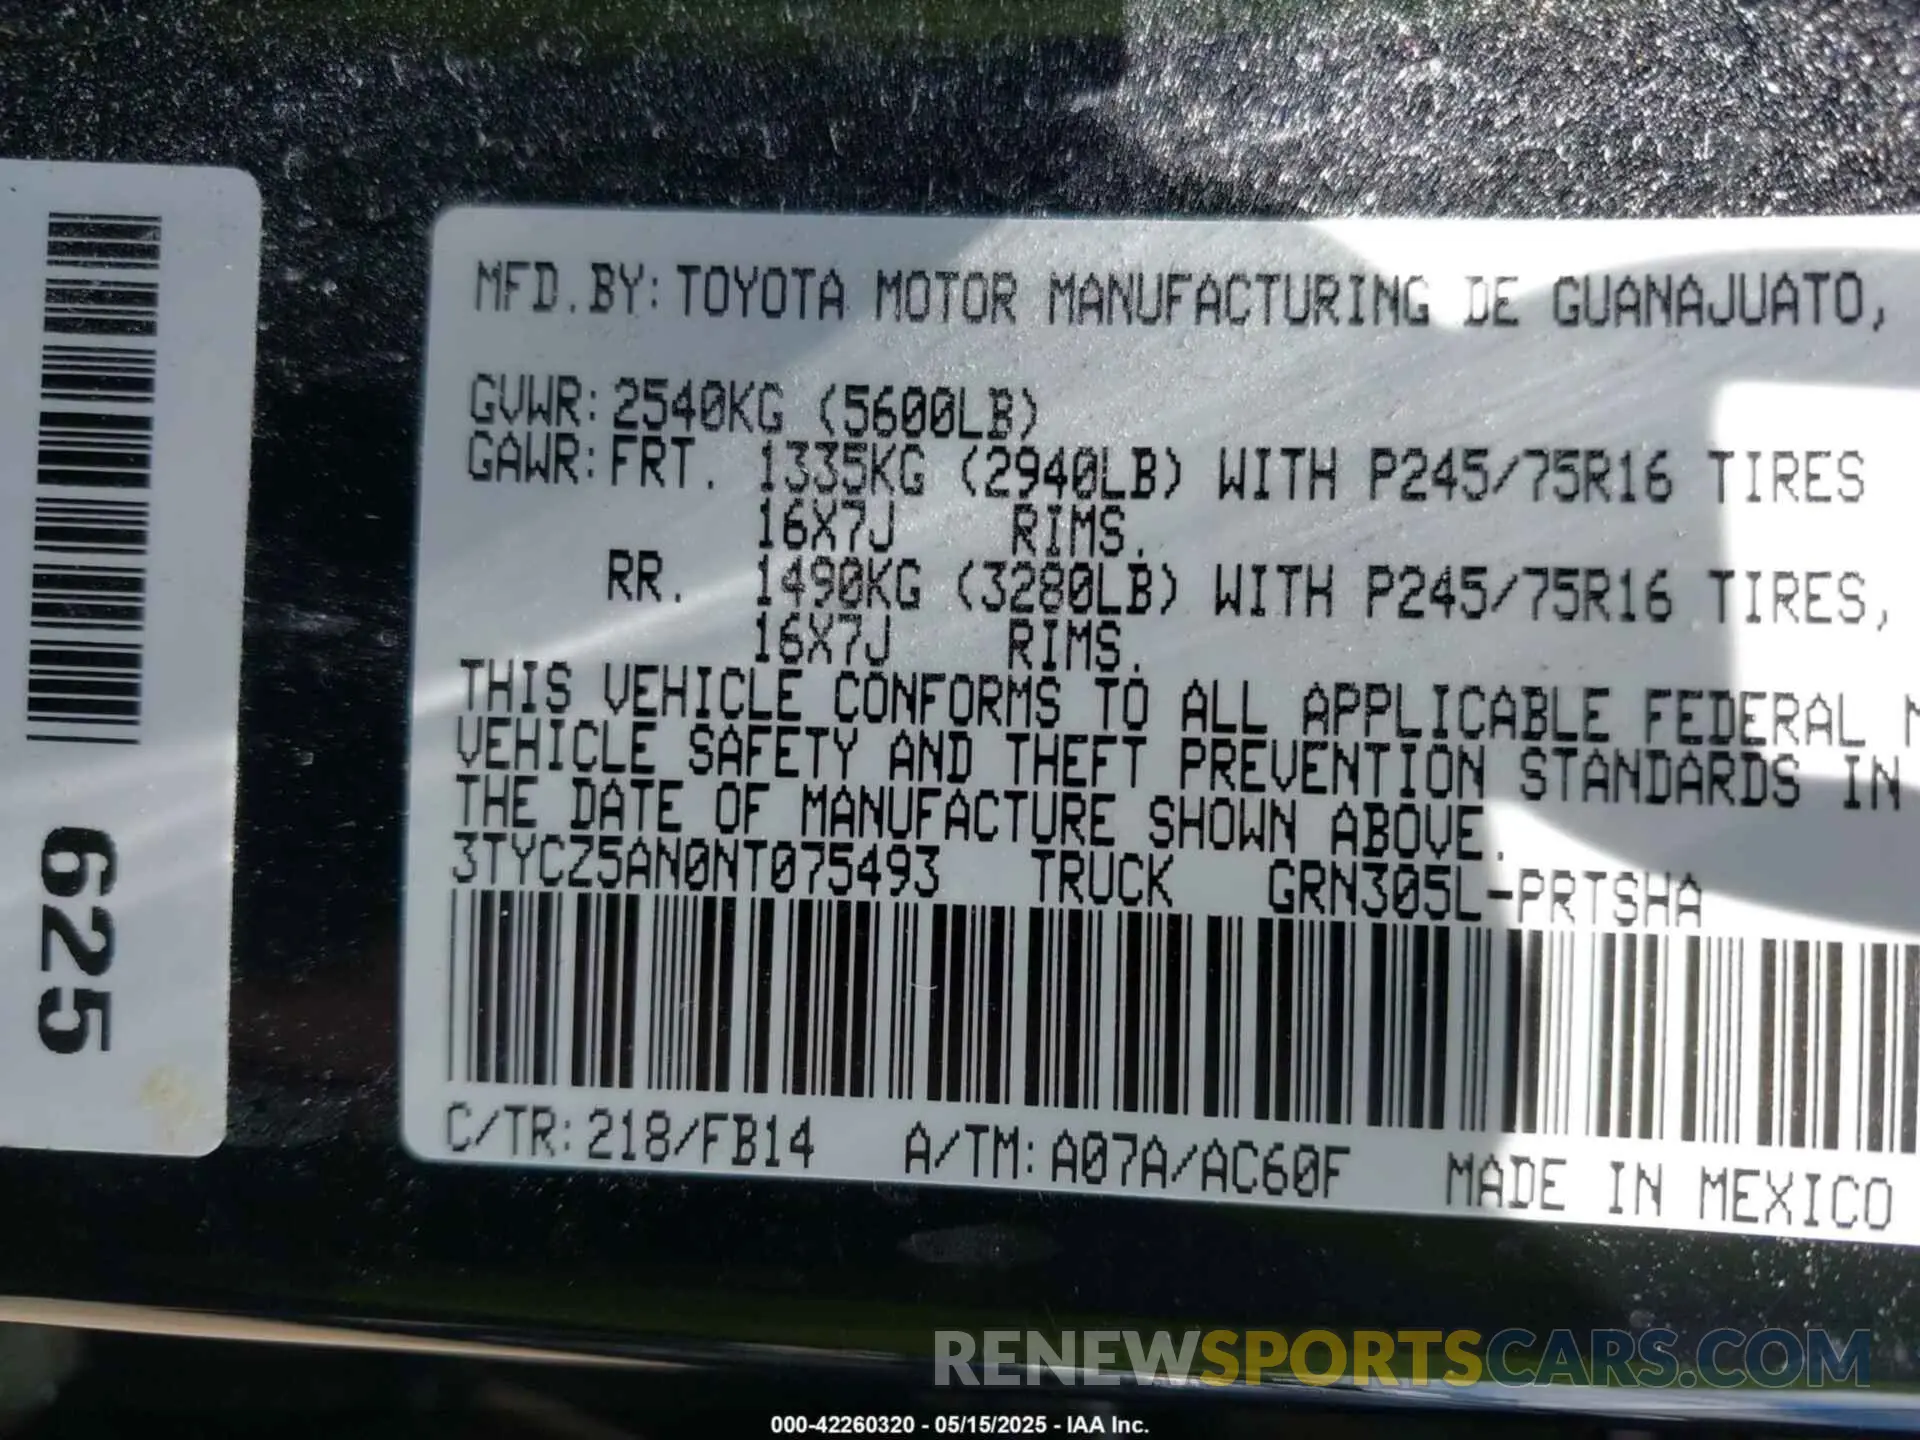 MFD.BY:TOYOTA MOTOR MANUFACTURING DE GUANAJUATO,
GVWR:2540KG (5600LB)
GAWR:FRT. 1335KG (2940LB) WITH P245/75R16 TIRES
16X7J RIMS.
RR. 1490KG (3280LB) WITH P245/75R16 TIRES,
16X7J RIMS.
THIS VEHICLE CONFORMS TO ALL APPLICABLE FEDERAL
VEHICLE SAFETY AND THEFT PREVENTION STANDARDS IN
THE DATE OF MANUFACTURE SHOWN ABOVE.
3TYCZ5AN0NT075493 TRUCK GRN305L-PRTSHA
C/TR:218/FB14 A/TM:A07A/AC60F MADE IN MEXICO
625
RENEWSPORTSCARS.COM
000-42260320 - 05/15/2025 - IAA Inc.